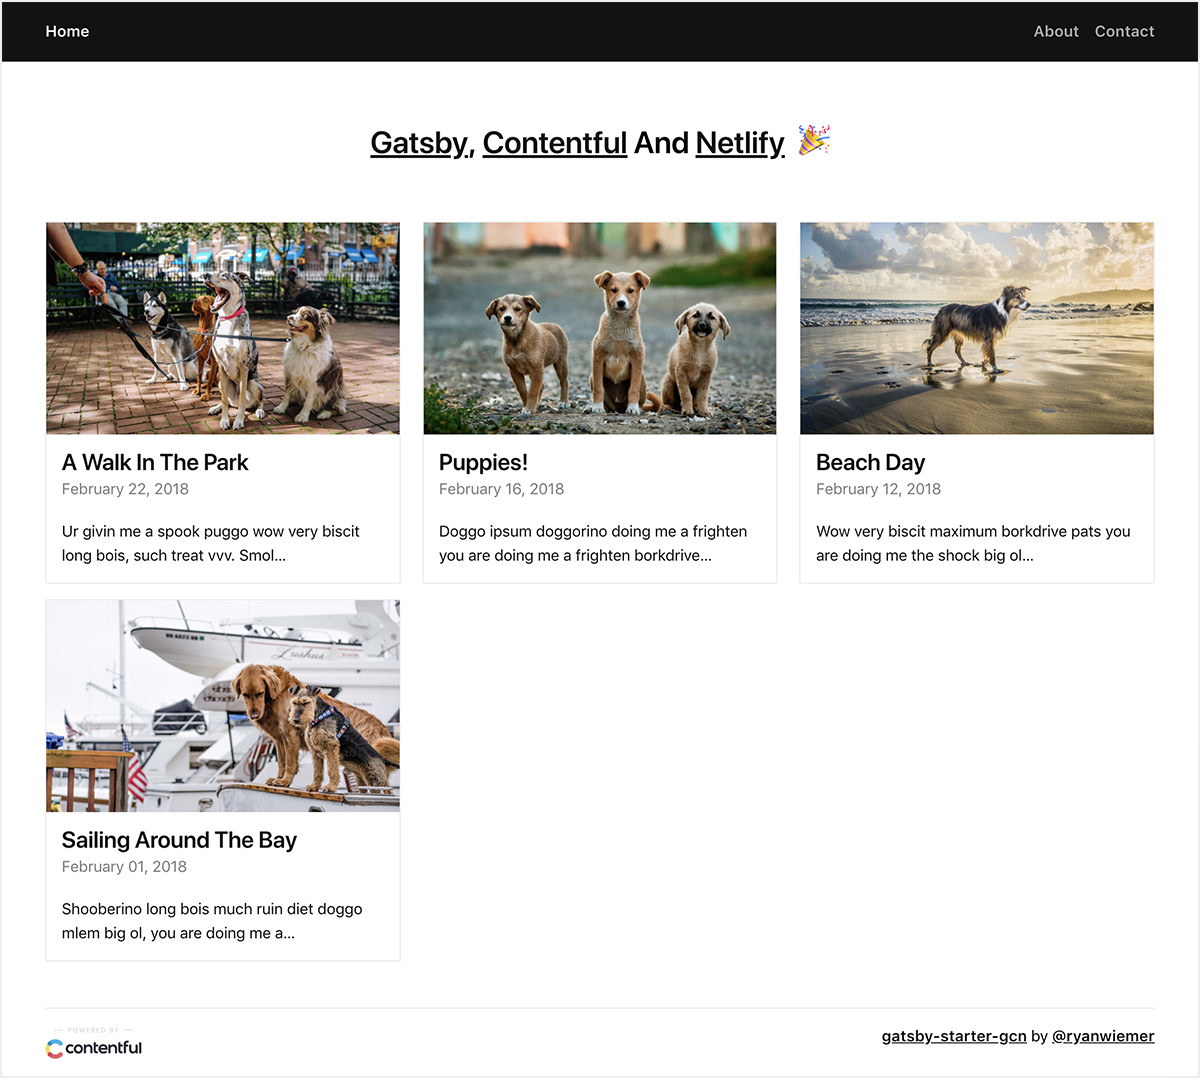 Home
About
Contact
Gatsby, Contentful And Netlify 🎉
A Walk In The Park
February 22, 2018
Ur givin me a spook puggo wow very biscit
long bois, such treat vvv. Smol...
Puppies!
February 16, 2018
Doggo ipsum doggorino doing me a frighten
you are doing me a frighten borkdrive...
Beach Day
February 12, 2018
Wow very biscit maximum borkdrive pats you
are doing me the shock big ol...
Lushus
Sailing Around The Bay
February 01, 2018
Shooberino long bois much ruin diet doggo
mlem big ol, you are doing me a...
POWERED BY
contentful
gatsby-starter-gcn by @ryanwiemer